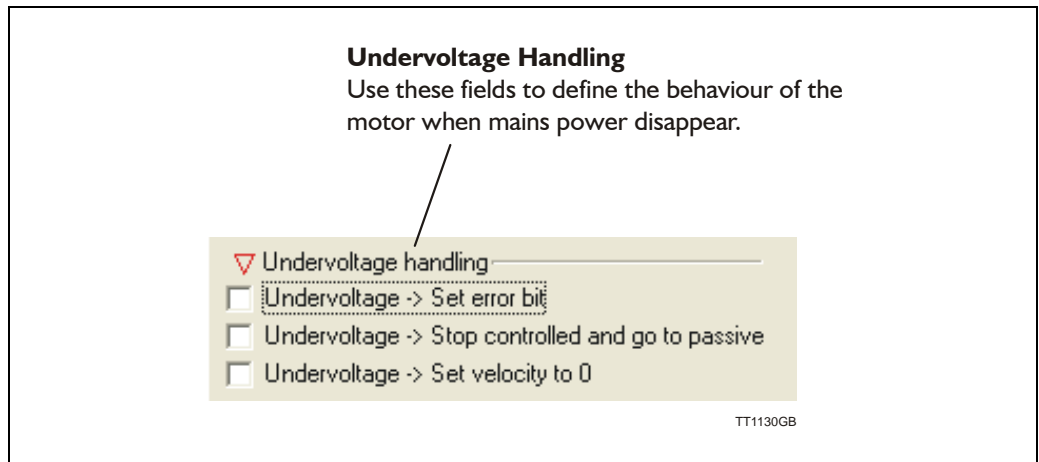 Undervoltage Handling
Use these fields to define the behaviour of the
motor when mains power disappear.
Undervoltage handling
Undervoltage -> Set error bit
Undervoltage -> Stop controlled and go to passive
Undervoltage -> Set velocity to 0
TT1130GB